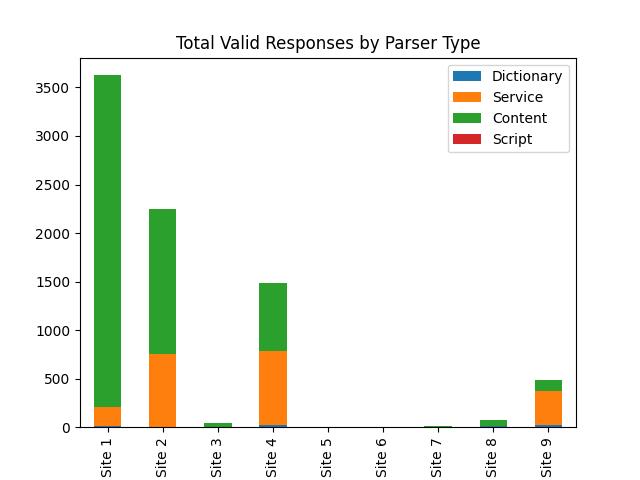 Total Valid Responses by Parser Type
3500
3000
2500
2000
1500
1000
500
0
Dictionary
Service
Content
Script
Site 1
Site 2
Site 3
Site 4
Site 5
Site 6
Site 7
Site 8
Site 9